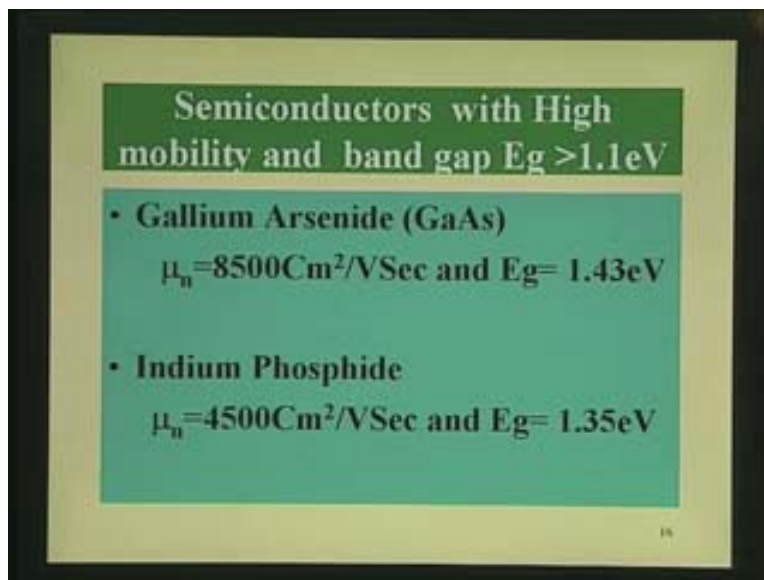 Semiconductors with High
mobility and band gap Eg >1.1eV
• Gallium Arsenide (GaAs)
μn=8500Cm²/VSec and Eg= 1.43eV
• Indium Phosphide
μn=4500Cm²/VSec and Eg= 1.35eV
16